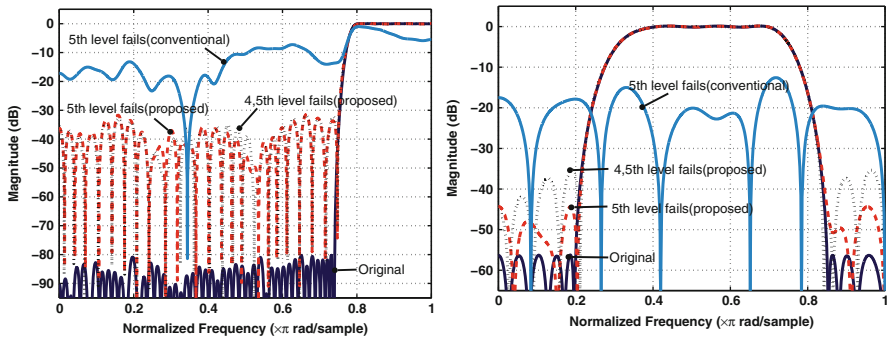 0
−10
−20
−30
−40
−50
−60
−70
−80
−90
Magnitude (dB)
5th level fails(conventional)
5th level fails(proposed)
4,5th level fails(proposed)
Original
0 0.2 0.4 0.6 0.8 1
Normalized Frequency (×π rad/sample)
0
−10
−20
−30
−40
−50
−60
Magnitude (dB)
5th level fails(conventional)
4,5th level fails(proposed)
5th level fails(proposed)
Original
0 0.2 0.4 0.6 0.8 1
Normalized Frequency (×π rad/sample)